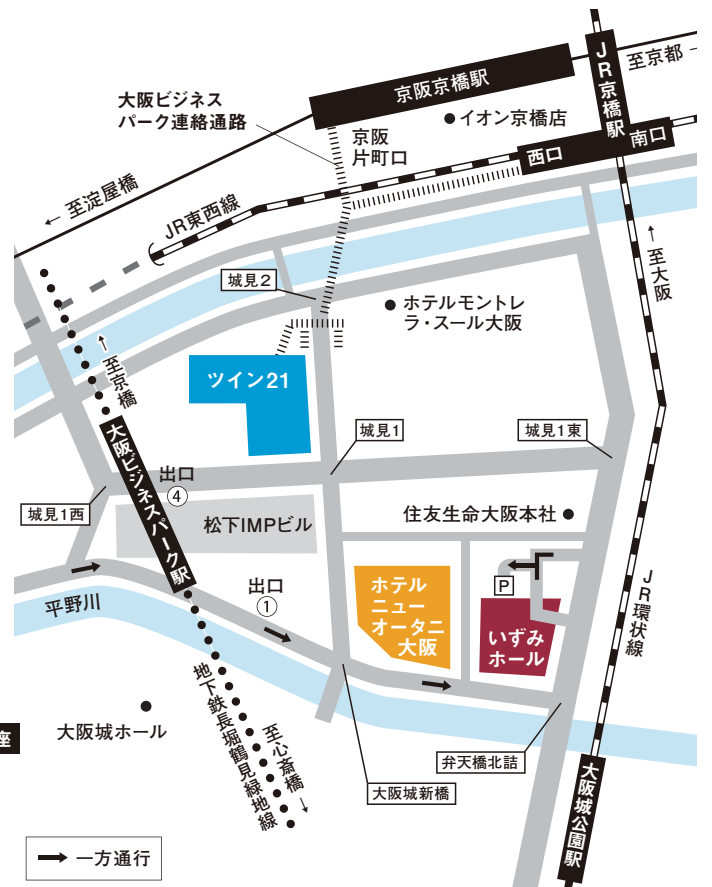 京阪京橋駅
JR京橋駅
至京都→
大阪ビジネス
パーク連絡通路
イオン京橋店
京阪
片町口
西口
南口
←至淀屋橋
JR東西線
←至大阪
城見2
ホテルモントレ
ラ・スール大阪
←至京橋
ツイン21
城見1
城見1東
大阪ビジネスパーク駅
出口
④
城見1西
松下IMPビル
住友生命大阪本社
平野川
出口
①
P
ホテル
ニュー
オータニ
大阪
いずみ
ホール
JR環状線
地下鉄長堀鶴見緑地線
至心斎橋→
大阪城ホール
座
弁天橋北詰
大阪城新橋
大阪城公園駅
一方通行